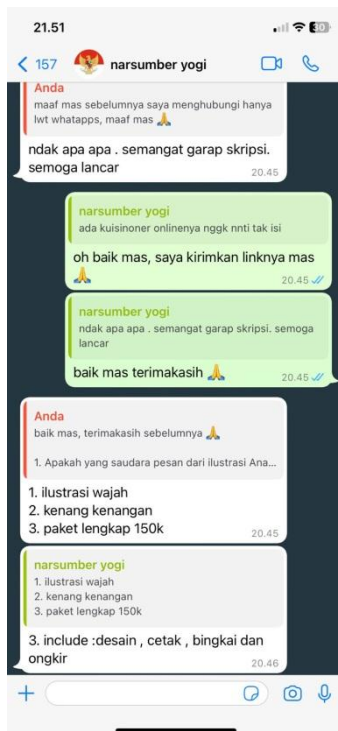 21.51
30
157
narsumber yogi
Anda
maaf mas sebelumnya saya menghubungi hanya
lwt whatapps, maaf mas 🙏
ndak apa apa . semangat garap skripsi.
semoga lancar
20.45
narsumber yogi
ada kuisinoner onlinenya nggk nnti tak isi
oh baik mas, saya kirimkan linknya mas
🙏
20.45
narsumber yogi
ndak apa apa . semangat garap skripsi. semoga
lancar
baik mas terimakasih 🙏
20.45
Anda
baik mas, terimakasih sebelumnya 🙏
1. Apakah yang saudara pesan dari ilustrasi Ana...
1. ilustrasi wajah
2. kenang kenangan
3. paket lengkap 150k
20.45
narsumber yogi
1. ilustrasi wajah
2. kenang kenangan
3. paket lengkap 150k
3. include :desain , cetak , bingkai dan
ongkir
20.46